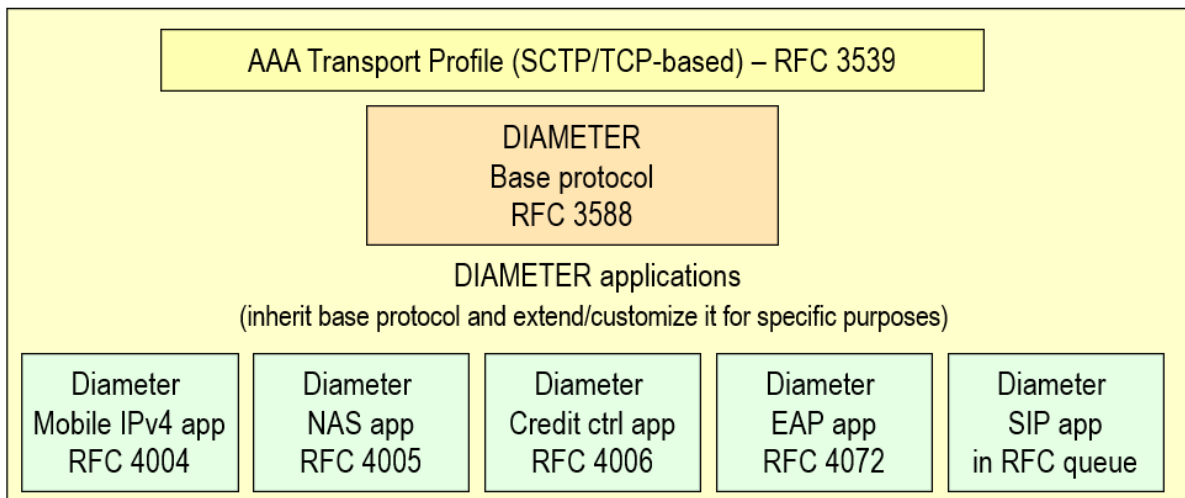 AAA Transport Profile (SCTP/TCP-based) – RFC 3539
DIAMETER
Base protocol
RFC 3588
DIAMETER applications
(inherit base protocol and extend/customize it for specific purposes)
Diameter
Mobile IPv4 app
RFC 4004
Diameter
NAS app
RFC 4005
Diameter
Credit ctrl app
RFC 4006
Diameter
EAP app
RFC 4072
Diameter
SIP app
in RFC queue